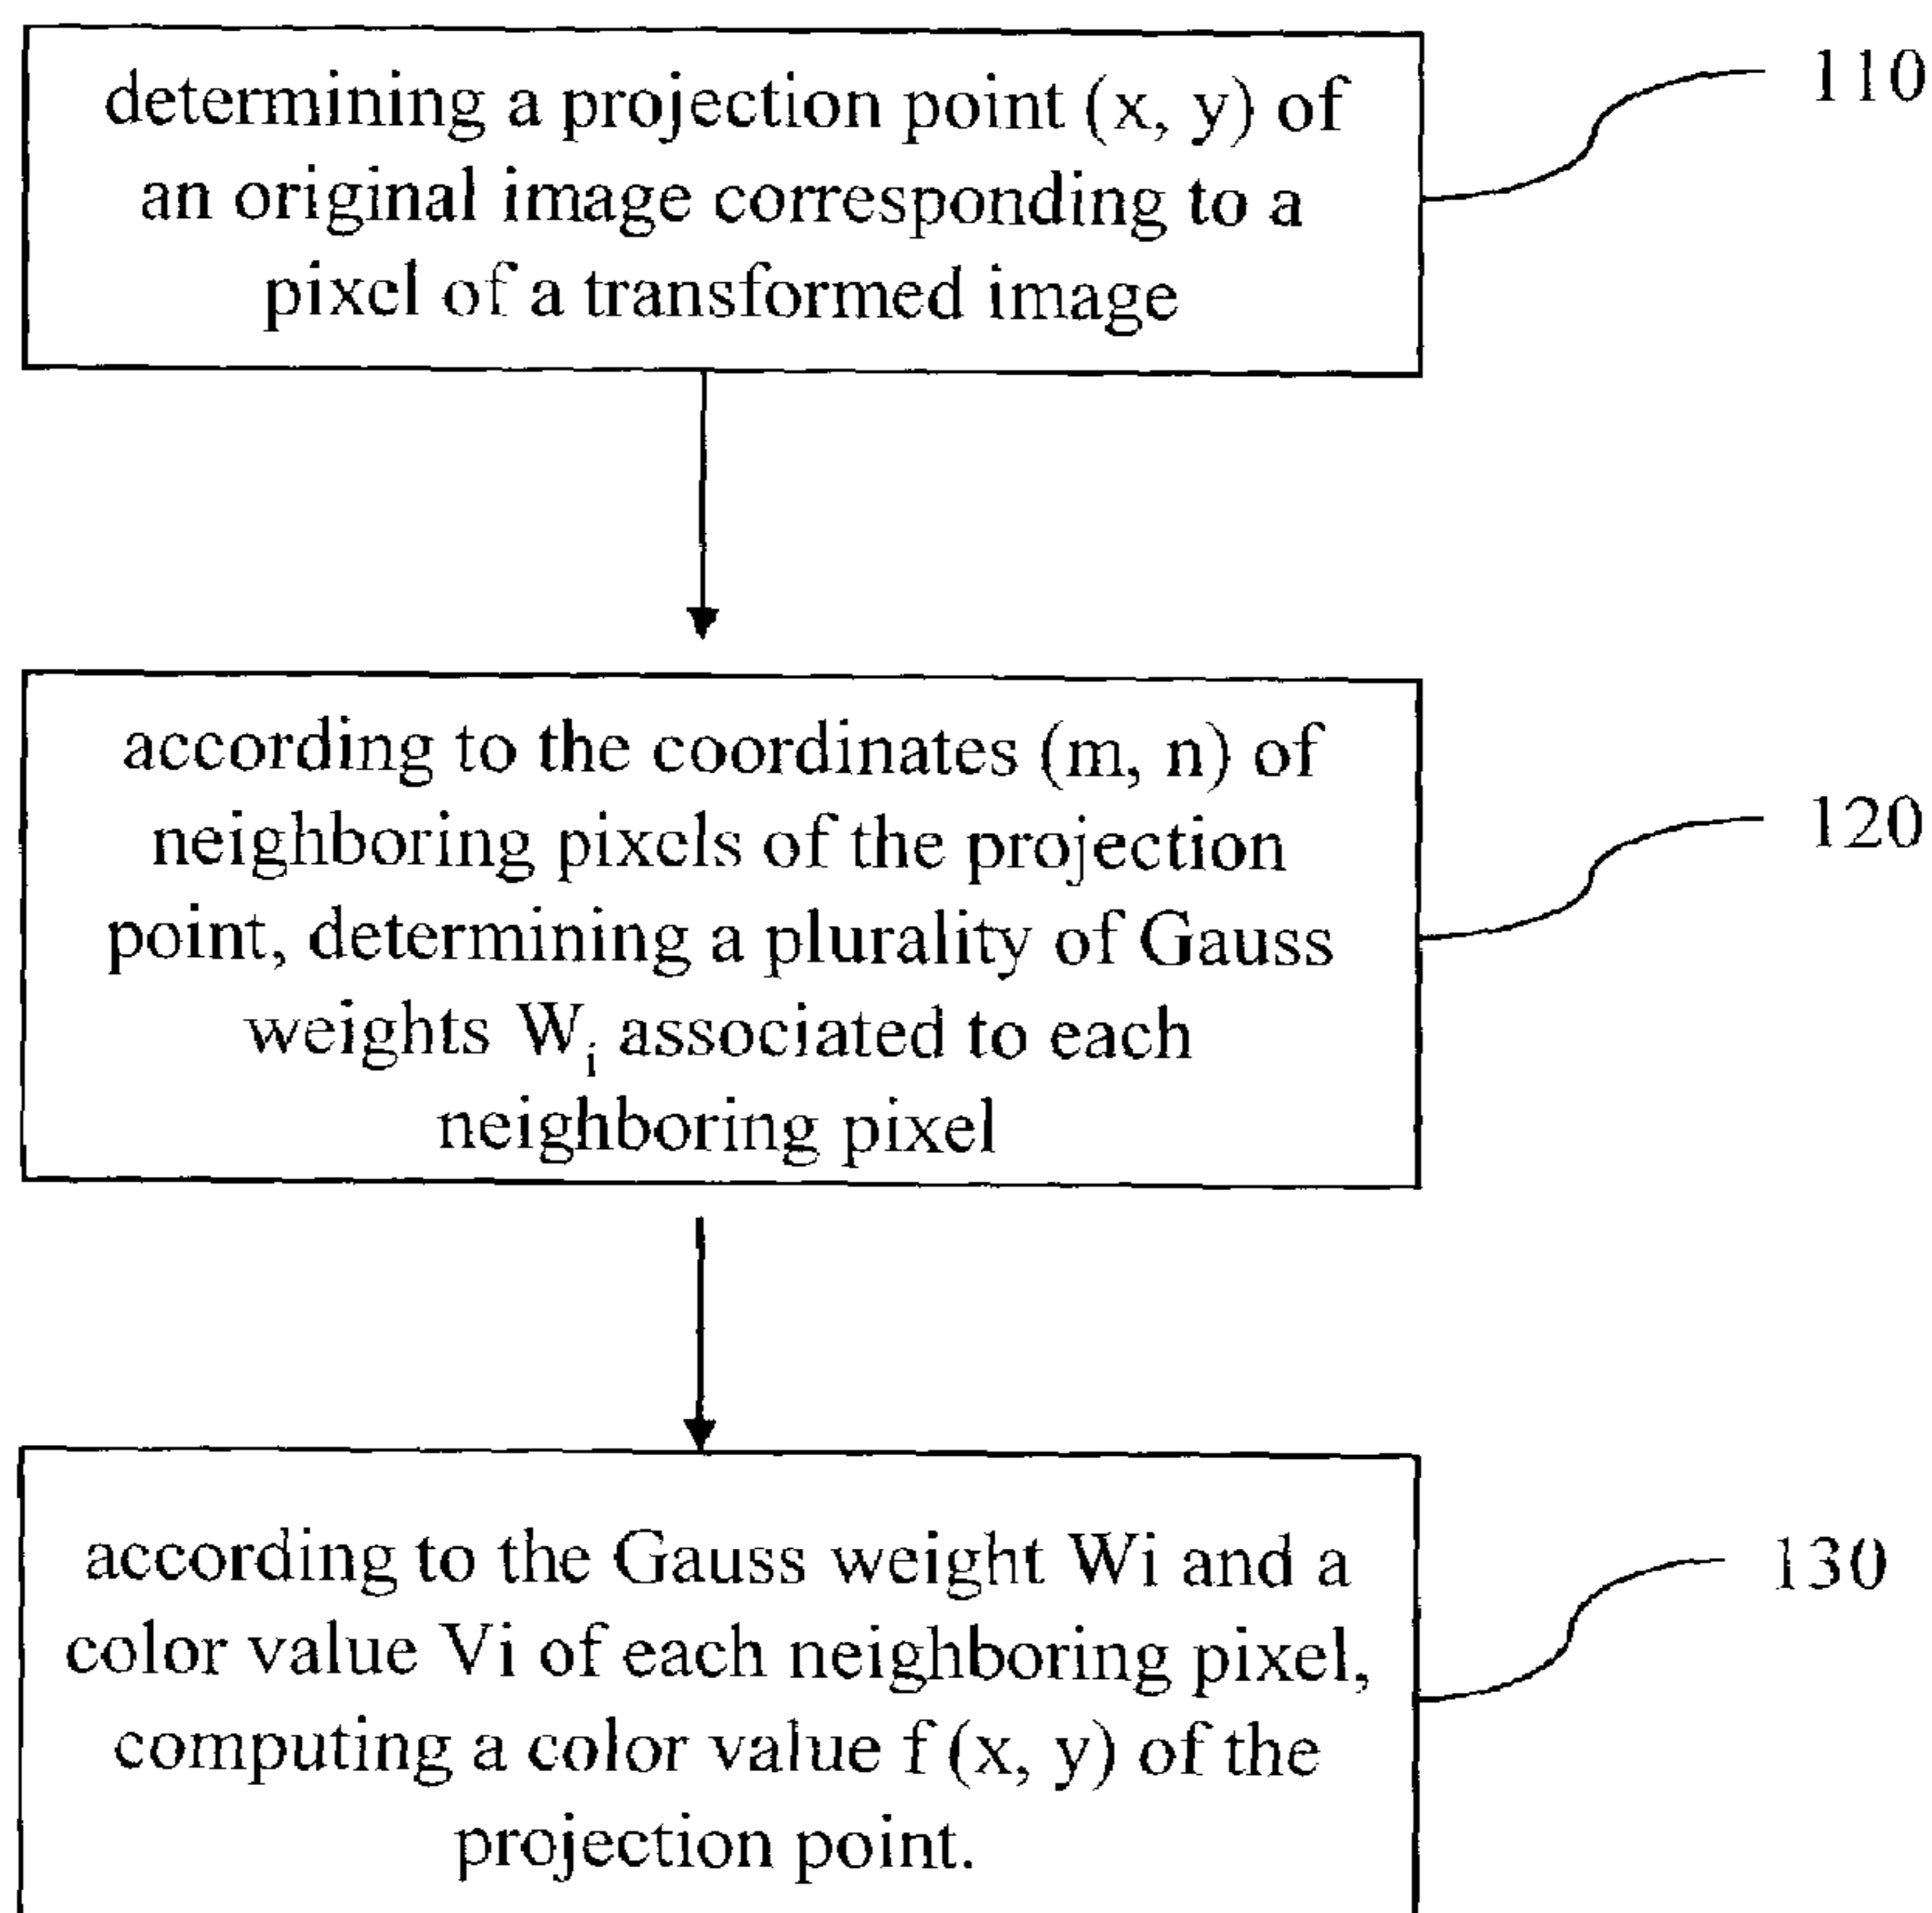 determining a projection point (x, y) of
an original image corresponding to a
pixel of a transformed image
110
according to the coordinates (m, n) of
neighboring pixels of the projection
point, determining a plurality of Gauss
weights Wi associated to each
neighboring pixel
120
according to the Gauss weight Wi and a
color value Vi of each neighboring pixel,
computing a color value f (x, y) of the
projection point.
130